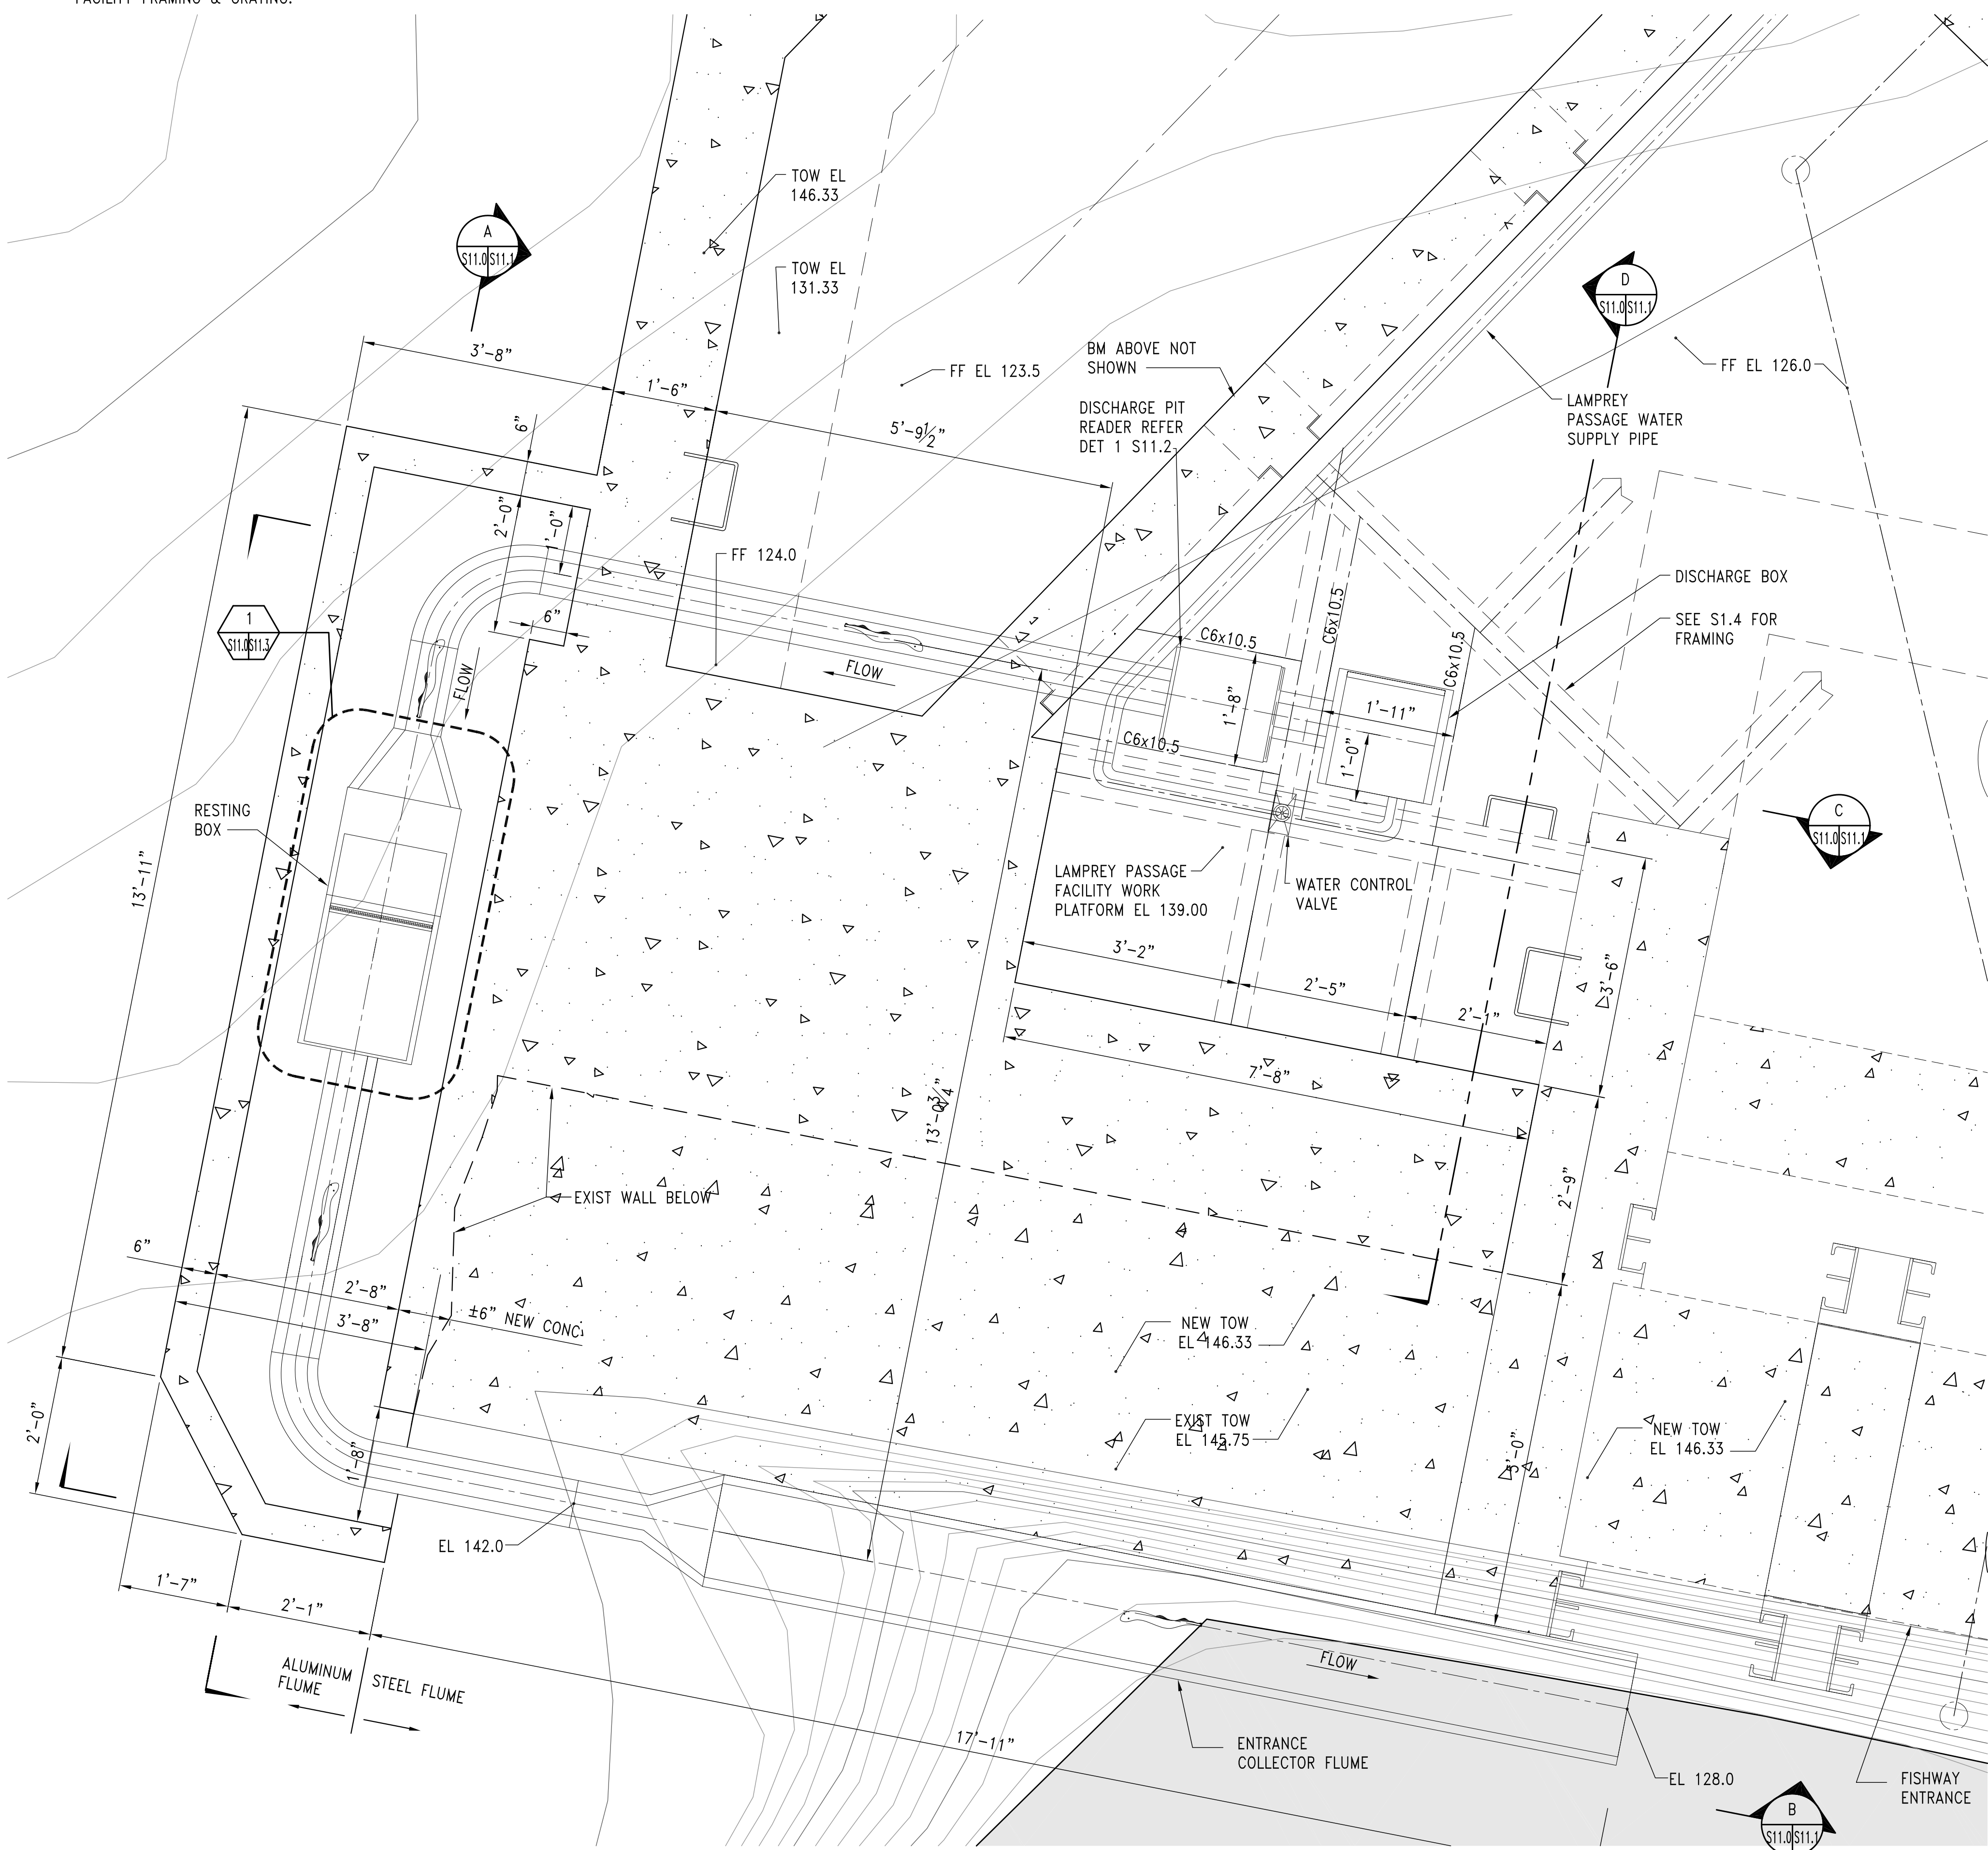 TOW EL
146.33
A
S11.0 S11.1
TOW EL
131.33
D
S11.0 S11.1
3'-8"
1'-6"
5'-9½"
6"
BM ABOVE NOT
SHOWN
FF EL 123.5
FF EL 126.0
DISCHARGE PIT
READER REFER
DET 1 S11.2
LAMPREY
PASSAGE WATER
SUPPLY PIPE
2'-0"
1'-0"
FF 124.0
6"
DISCHARGE BOX
SEE S1.4 FOR
FRAMING
1
S11.0 S11.3
FLOW
FLOW
C6x10.5
C6x10.5
C6x10.5
C6x10.5
1'-8"
1'-11"
1'-0"
RESTING
BOX
13'-11"
C
S11.0 S11.1
LAMPREY PASSAGE
FACILITY WORK
PLATFORM EL 139.00
WATER CONTROL
VALVE
3'-2"
2'-5"
2'-1"
3'-6"
7'-8"
13'-0¾"
2'-9"
EXIST WALL BELOW
6"
2'-8"
3'-8"
±6" NEW CONC
NEW TOW
EL 146.33
EXIST TOW
EL 145.75
NEW TOW
EL 146.33
5'-0"
2'-0"
1'-8"
EL 142.0
1'-7"
2'-1"
ALUMINUM
FLUME
STEEL FLUME
17'-11"
FLOW
ENTRANCE
COLLECTOR FLUME
EL 128.0
FISHWAY
ENTRANCE
B
S11.0 S11.1